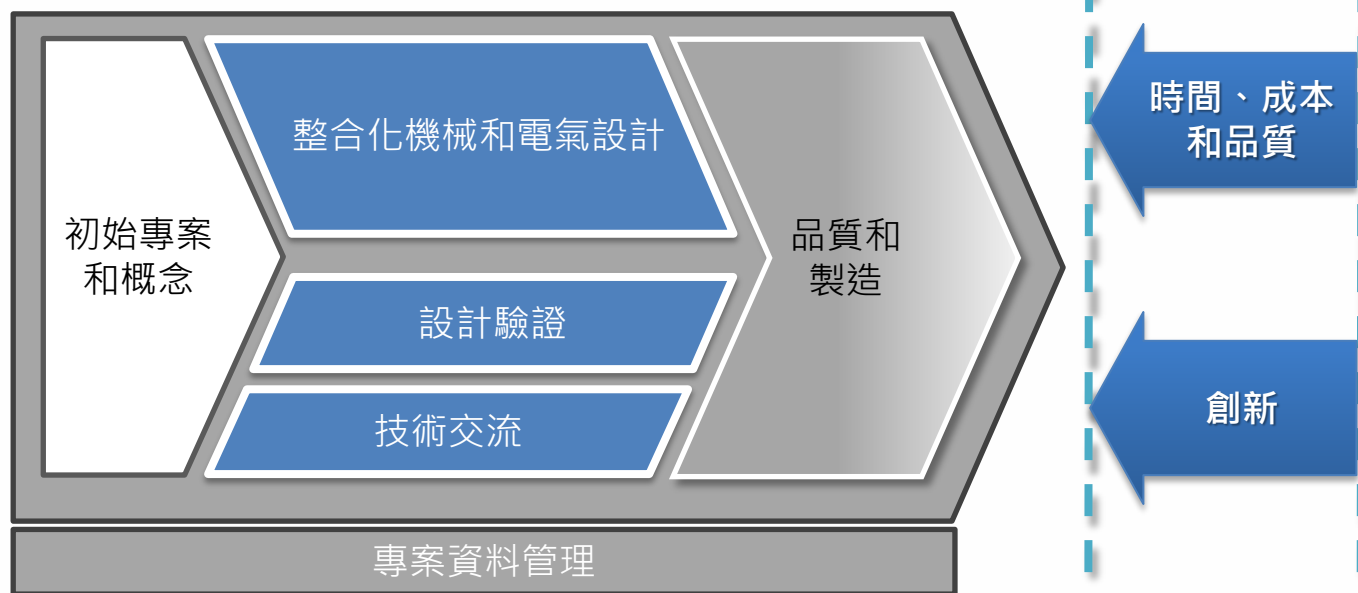 初始專案
和概念
整合化機械和電氣設計
設計驗證
技術交流
品質和
製造
專案資料管理
時間、成本
和品質
創新